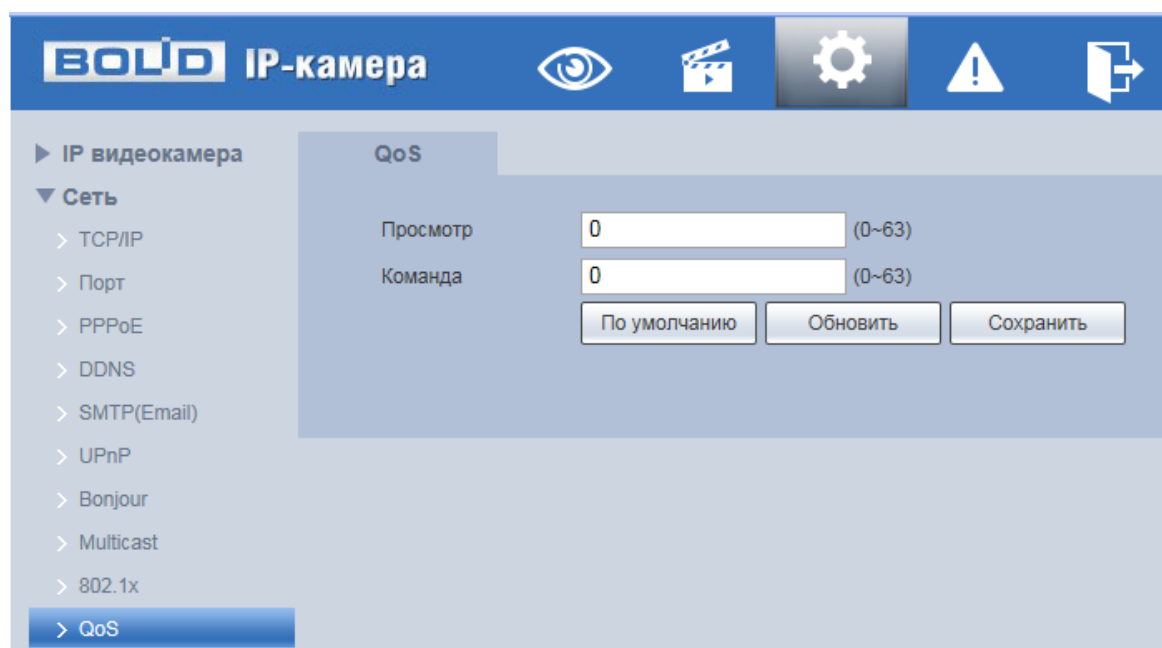 BOLID IP-камера
IP видеокамера
Сеть
TCP/IP
Порт
PPPoE
DDNS
SMTP(Email)
UPnP
Bonjour
Multicast
802.1x
QoS
QoS
Просмотр 0 (0~63)
Команда 0 (0~63)
По умолчанию Обновить Сохранить